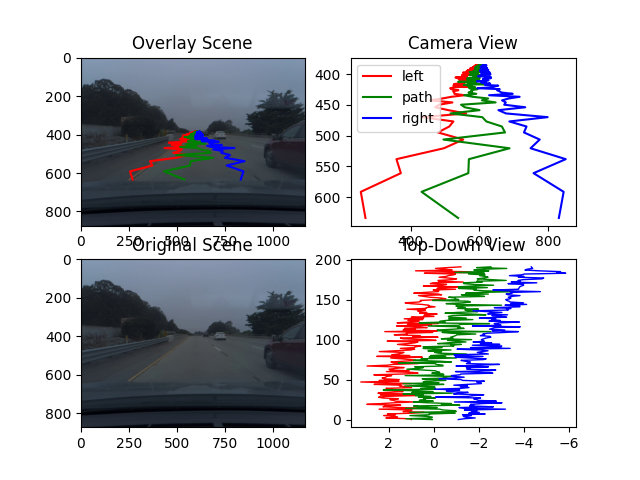 Overlay Scene
0
200
400
600
800
0 250 500 750 1000
Camera View
400
450
500
550
600
400 600 800
left
path
right
Original Scene
0
200
400
600
800
0 250 500 750 1000
Top-Down View
200
150
100
50
0
2 0 −2 −4 −6